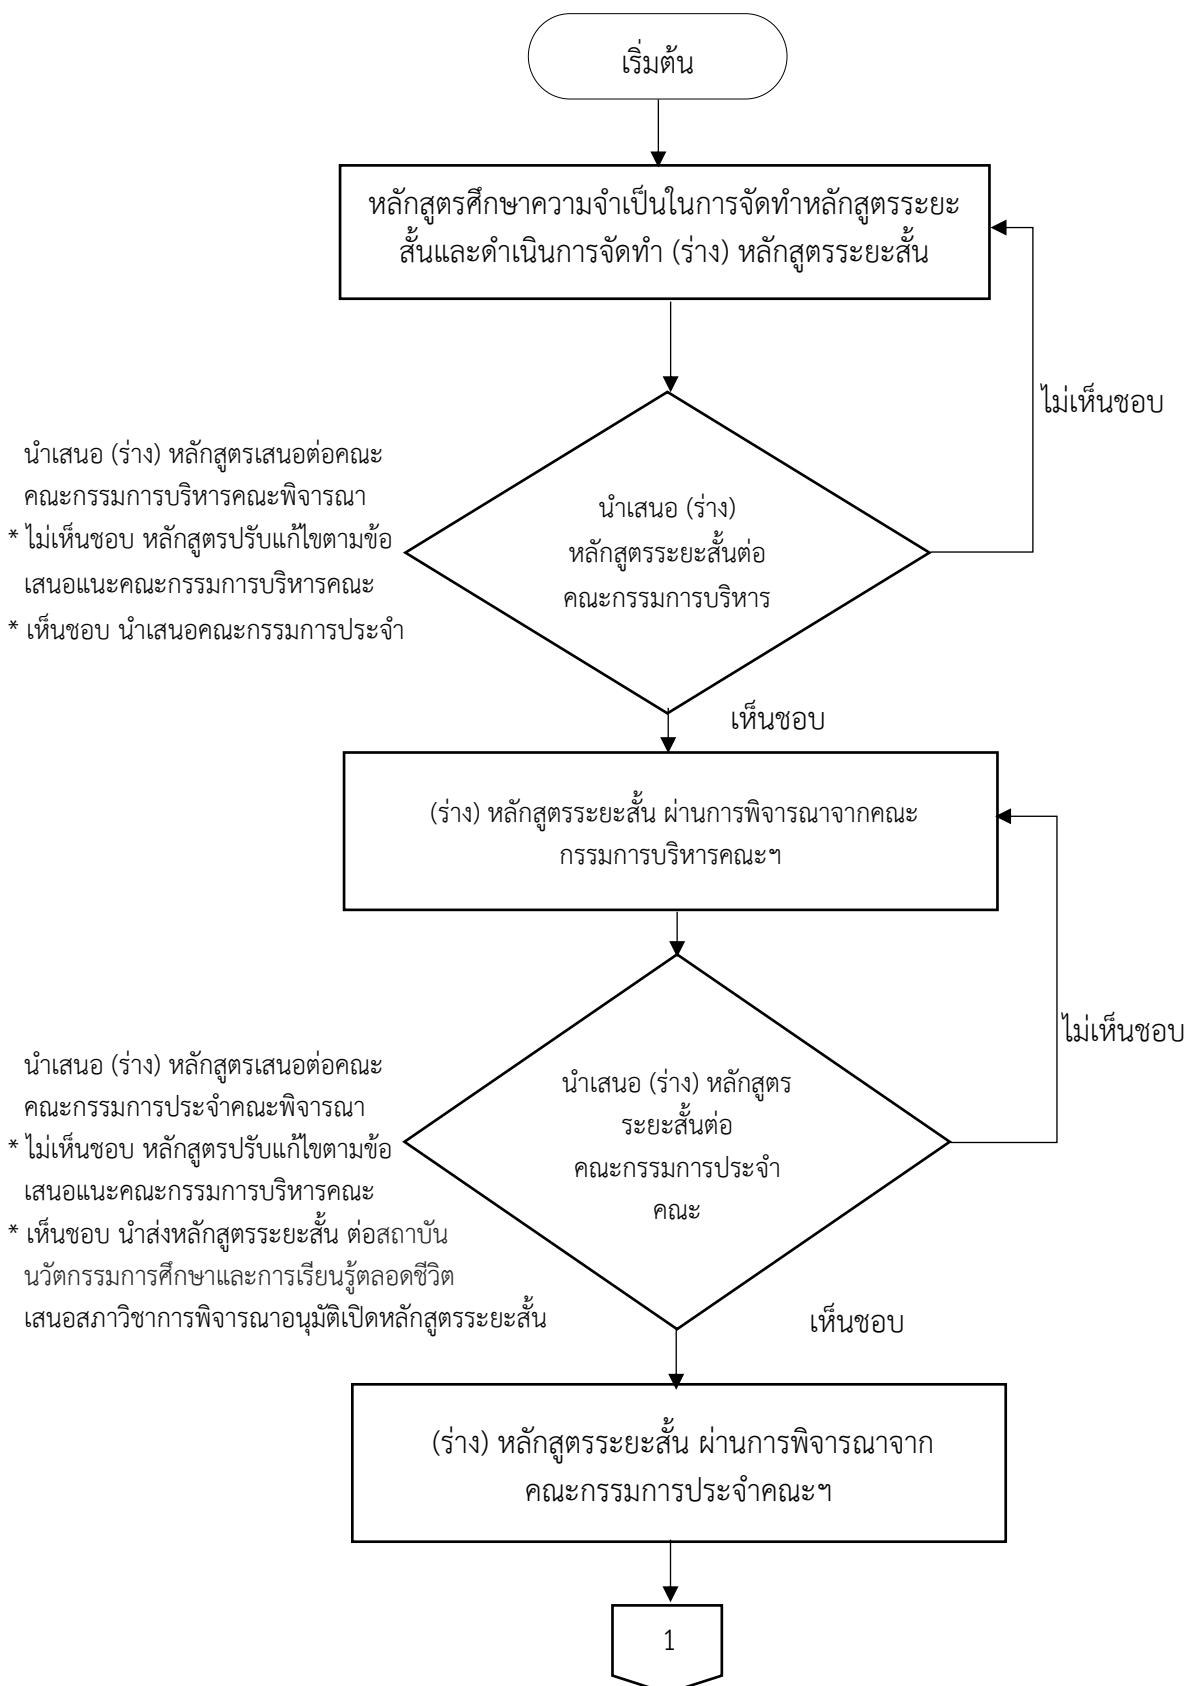 เริ่มต้น
หลักสูตรศึกษาความจำเป็นในการจัดทำหลักสูตรระยะ
สั้นและดำเนินการจัดทำ (ร่าง) หลักสูตรระยะสั้น
ไม่เห็นชอบ
นำเสนอ (ร่าง) หลักสูตรเสนอต่อคณะ
คณะกรรมการบริหารคณะพิจารณา
* ไม่เห็นชอบ หลักสูตรปรับแก้ไขตามข้อ
เสนอแนะคณะกรรมการบริหารคณะ
* เห็นชอบ นำเสนอคณะกรรมการประจำ
นำเสนอ (ร่าง)
หลักสูตรระยะสั้นต่อ
คณะกรรมการบริหาร
เห็นชอบ
(ร่าง) หลักสูตรระยะสั้น ผ่านการพิจารณาจากคณะ
กรรมการบริหารคณะฯ
ไม่เห็นชอบ
นำเสนอ (ร่าง) หลักสูตรเสนอต่อคณะ
คณะกรรมการประจำคณะพิจารณา
* ไม่เห็นชอบ หลักสูตรปรับแก้ไขตามข้อ
เสนอแนะคณะกรรมการบริหารคณะ
* เห็นชอบ นำส่งหลักสูตรระยะสั้น ต่อสถาบัน
นวัตกรรมการศึกษาและการเรียนรู้ตลอดชีวิต
เสนอสภาวิชาการพิจารณาอนุมัติเปิดหลักสูตรระยะสั้น
นำเสนอ (ร่าง) หลักสูตร
ระยะสั้นต่อ
คณะกรรมการประจำ
คณะ
เห็นชอบ
(ร่าง) หลักสูตรระยะสั้น ผ่านการพิจารณาจาก
คณะกรรมการประจำคณะฯ
1